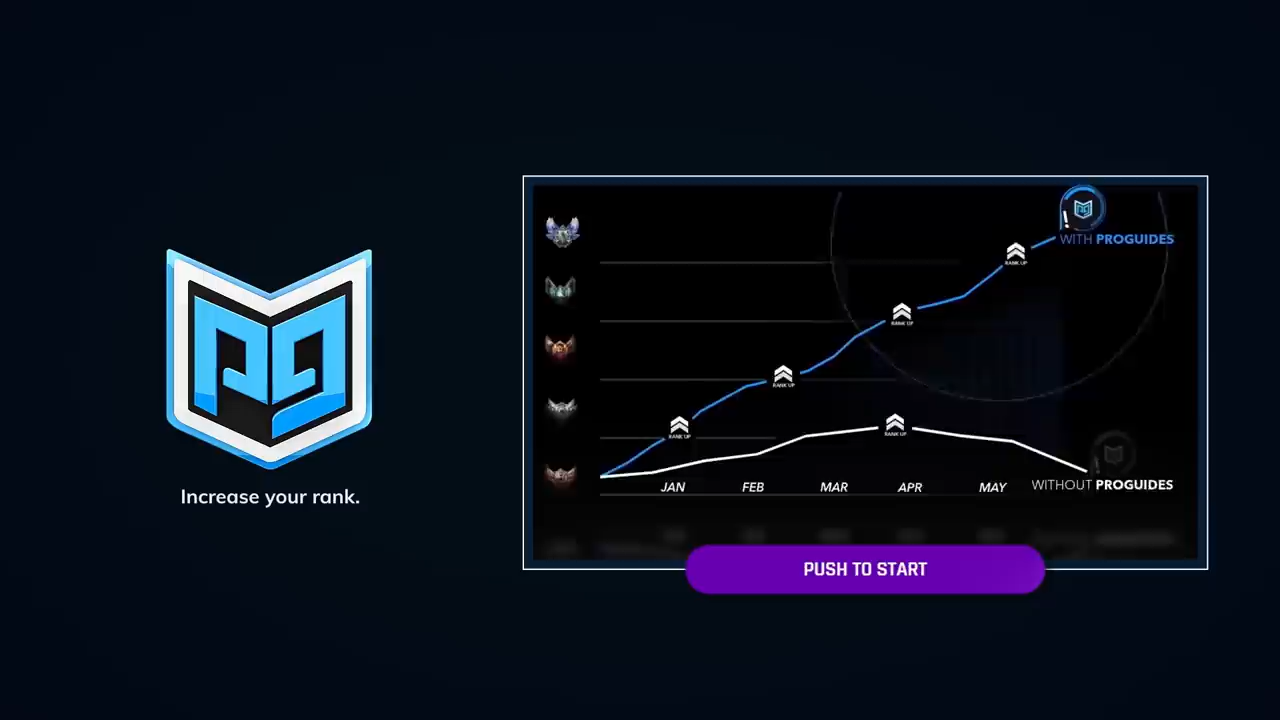 pg
Increase your rank.
WITH PROGUIDES
RANK UP
RANK UP
RANK UP
RANK UP
RANK UP
JAN
FEB
MAR
APR
MAY
WITHOUT PROGUIDES
PUSH TO START